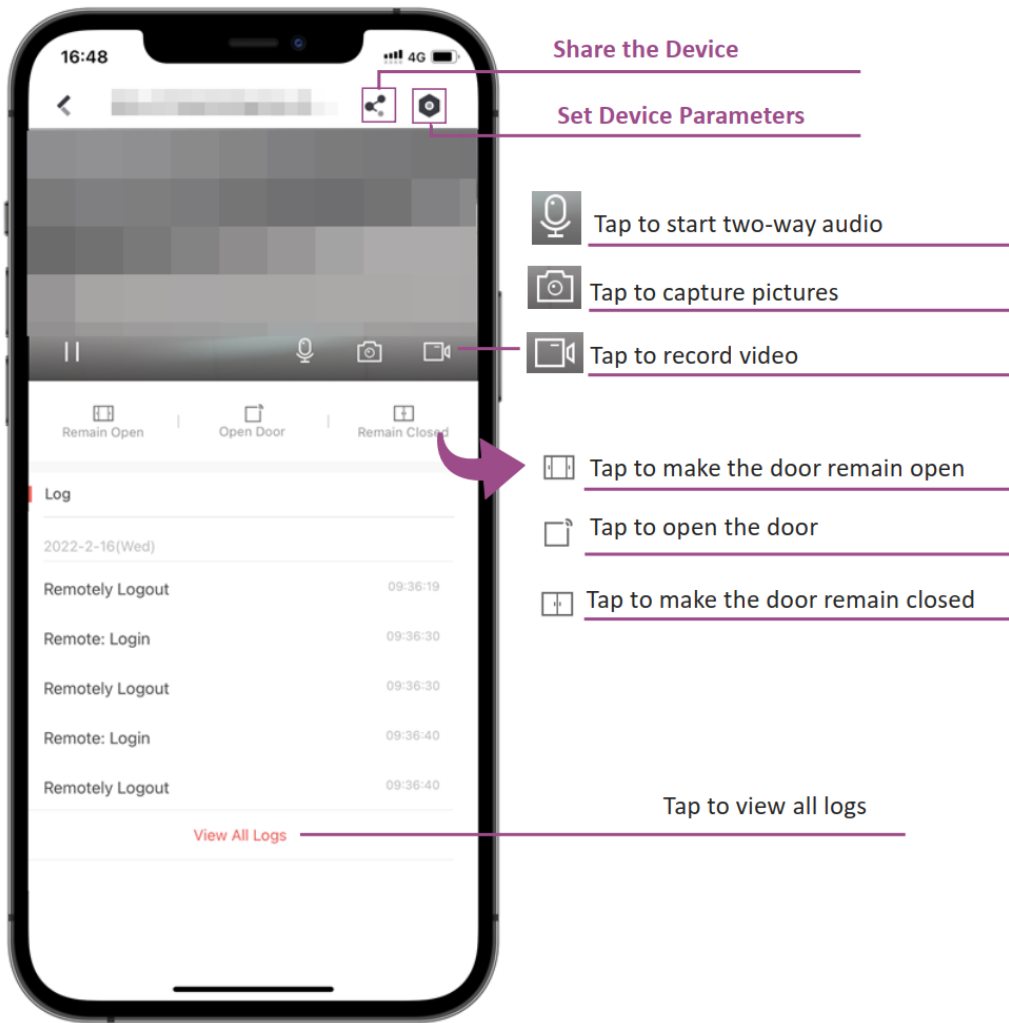 16:48
4G
Share the Device
Set Device Parameters
Tap to start two-way audio
Tap to capture pictures
Tap to record video
Remain Open
Open Door
Remain Closed
Tap to make the door remain open
Tap to open the door
Tap to make the door remain closed
Log
2022-2-16(Wed)
Remotely Logout
09:36:19
Remote: Login
09:36:30
Remotely Logout
09:36:30
Remote: Login
09:36:40
Remotely Logout
09:36:40
View All Logs
Tap to view all logs